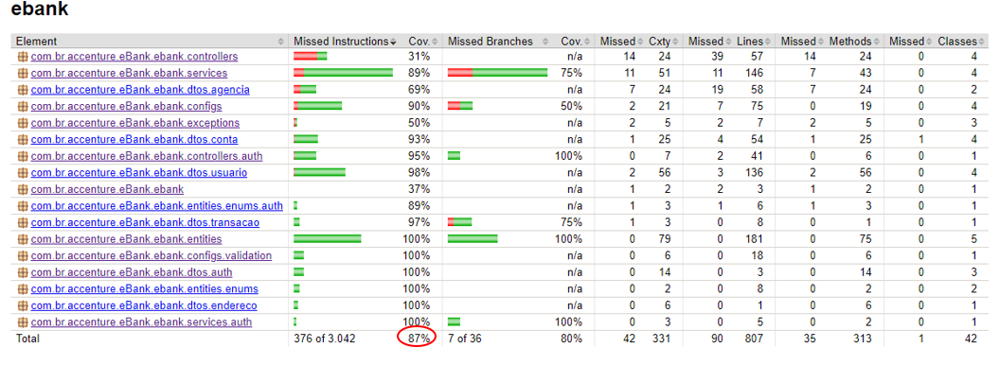 ebank
Element Missed Instructions Cov. Missed Branches Cov. Missed Cxty Missed Lines Missed Methods Missed Classes
com.br.accenture.eBank.ebank.controllers 31% n/a 14 24 39 57 14 24 0 4
com.br.accenture.eBank.ebank.services 89% 75% 11 51 11 146 7 43 0 4
com.br.accenture.eBank.ebank.dtos.agencia 69% n/a 7 24 19 58 7 24 0 2
com.br.accenture.eBank.ebank.configs 90% 50% 2 21 7 75 0 19 0 4
com.br.accenture.eBank.ebank.exceptions 50% n/a 2 5 2 7 2 5 0 3
com.br.accenture.eBank.ebank.dtos.conta 93% n/a 1 25 4 54 1 25 1 4
com.br.accenture.eBank.ebank.controllers.auth 95% 100% 0 7 2 41 0 6 0 1
com.br.accenture.eBank.ebank.dtos.usuario 98% n/a 2 56 3 136 2 56 0 4
com.br.accenture.eBank.ebank 37% n/a 1 2 2 3 1 2 0 1
com.br.accenture.eBank.ebank.entities.enums.auth 89% n/a 1 3 1 6 1 3 0 1
com.br.accenture.eBank.ebank.dtos.transacao 97% 75% 1 3 0 8 0 1 0 1
com.br.accenture.eBank.ebank.entities 100% 100% 0 79 0 181 0 75 0 5
com.br.accenture.eBank.ebank.configs.validation 100% n/a 0 6 0 18 0 6 0 1
com.br.accenture.eBank.ebank.dtos.auth 100% n/a 0 14 0 3 0 14 0 3
com.br.accenture.eBank.ebank.entities.enums 100% n/a 0 2 0 8 0 2 0 2
com.br.accenture.eBank.ebank.dtos.endereco 100% n/a 0 6 0 1 0 6 0 1
com.br.accenture.eBank.ebank.services.auth 100% 100% 0 3 0 5 0 2 0 1
Total 376 of 3.042 87% 7 of 36 80% 42 331 90 807 35 313 1 42